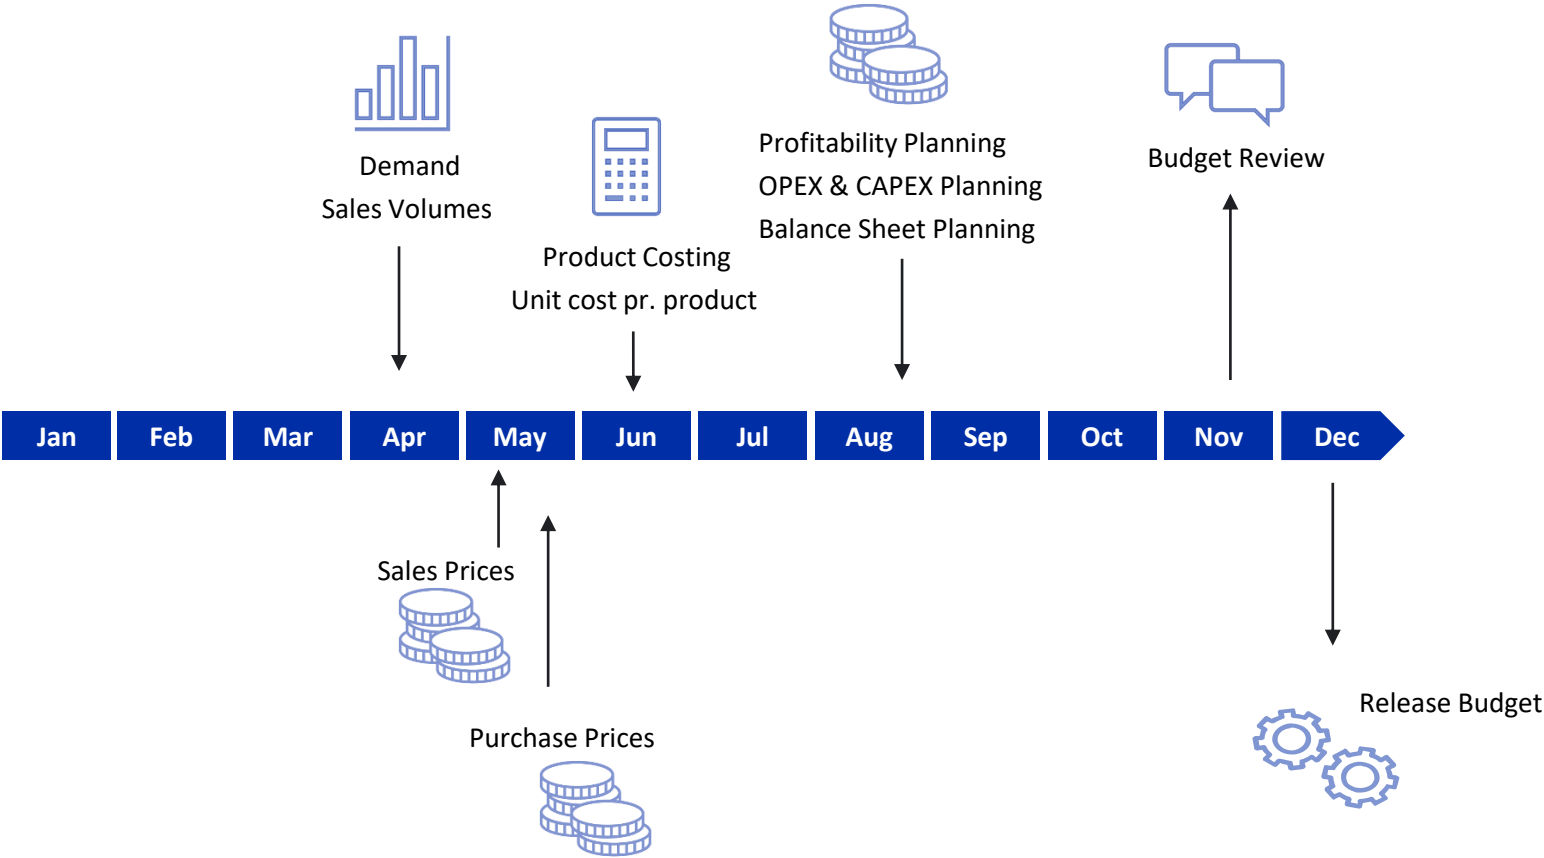 Demand
Sales Volumes
Product Costing
Unit cost pr. product
Profitability Planning
OPEX & CAPEX Planning
Balance Sheet Planning
Budget Review
Jan Feb Mar Apr May Jun Jul Aug Sep Oct Nov Dec
Sales Prices
Purchase Prices
Release Budget